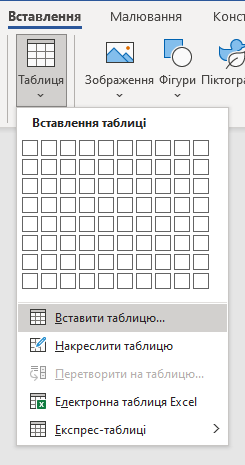 Вставлення Малювання Конст
Таблиця Зображення Фігури Піктогра
Вставлення таблиці
Вставити таблицю...
Накреслити таблицю
Перетворити на таблицю...
Електронна таблиця Excel
Експрес-таблиці